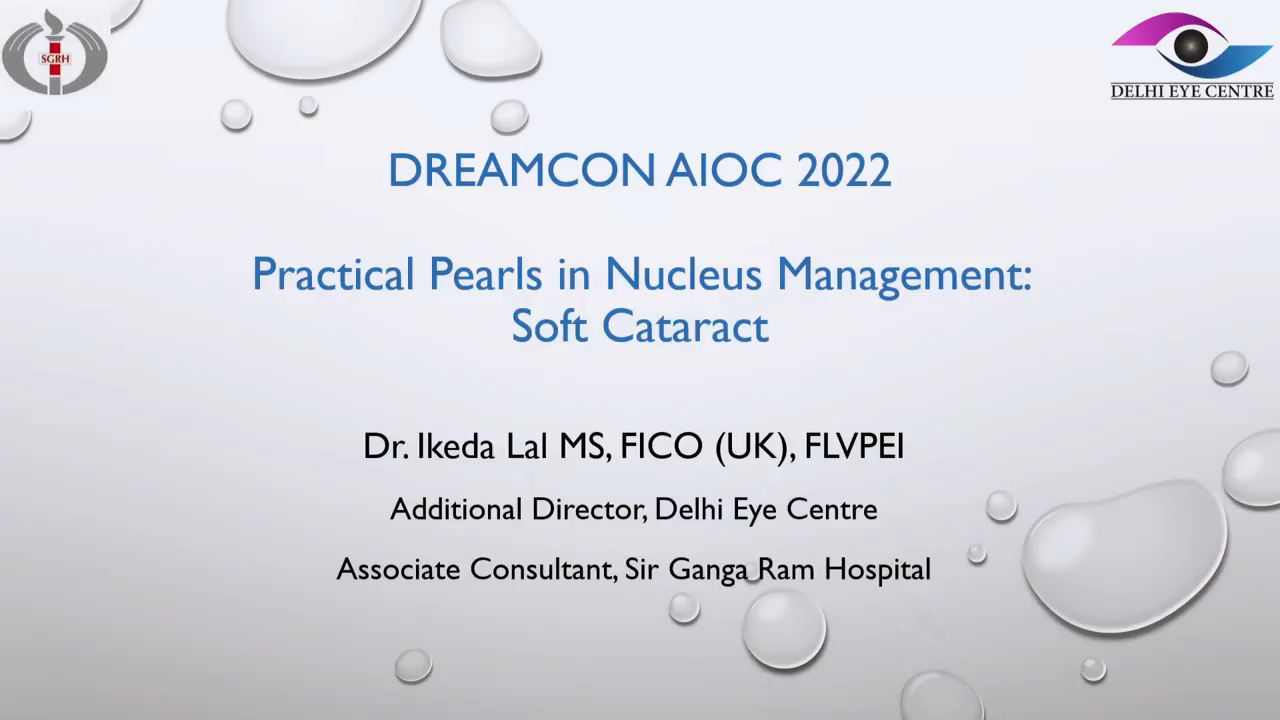 SGRH
DELHI EYE CENTRE
DREAMCON AIOC 2022
Practical Pearls in Nucleus Management:
Soft Cataract
Dr. Ikeda Lal MS, FICO (UK), FLVPEI
Additional Director, Delhi Eye Centre
Associate Consultant, Sir Ganga Ram Hospital